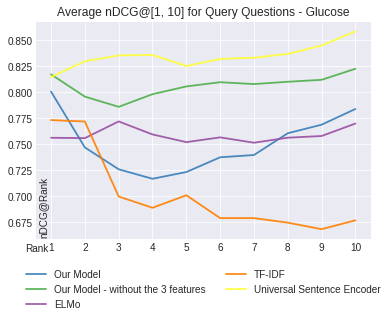 Average nDCG@[1, 10] for Query Questions - Glucose
0.850
0.825
0.800
0.775
0.750
0.725
0.700
0.675
nDCG@Rank
Rank 1 2 3 4 5 6 7 8 9 10
Our Model
Our Model - without the 3 features
ELMo
TF-IDF
Universal Sentence Encoder